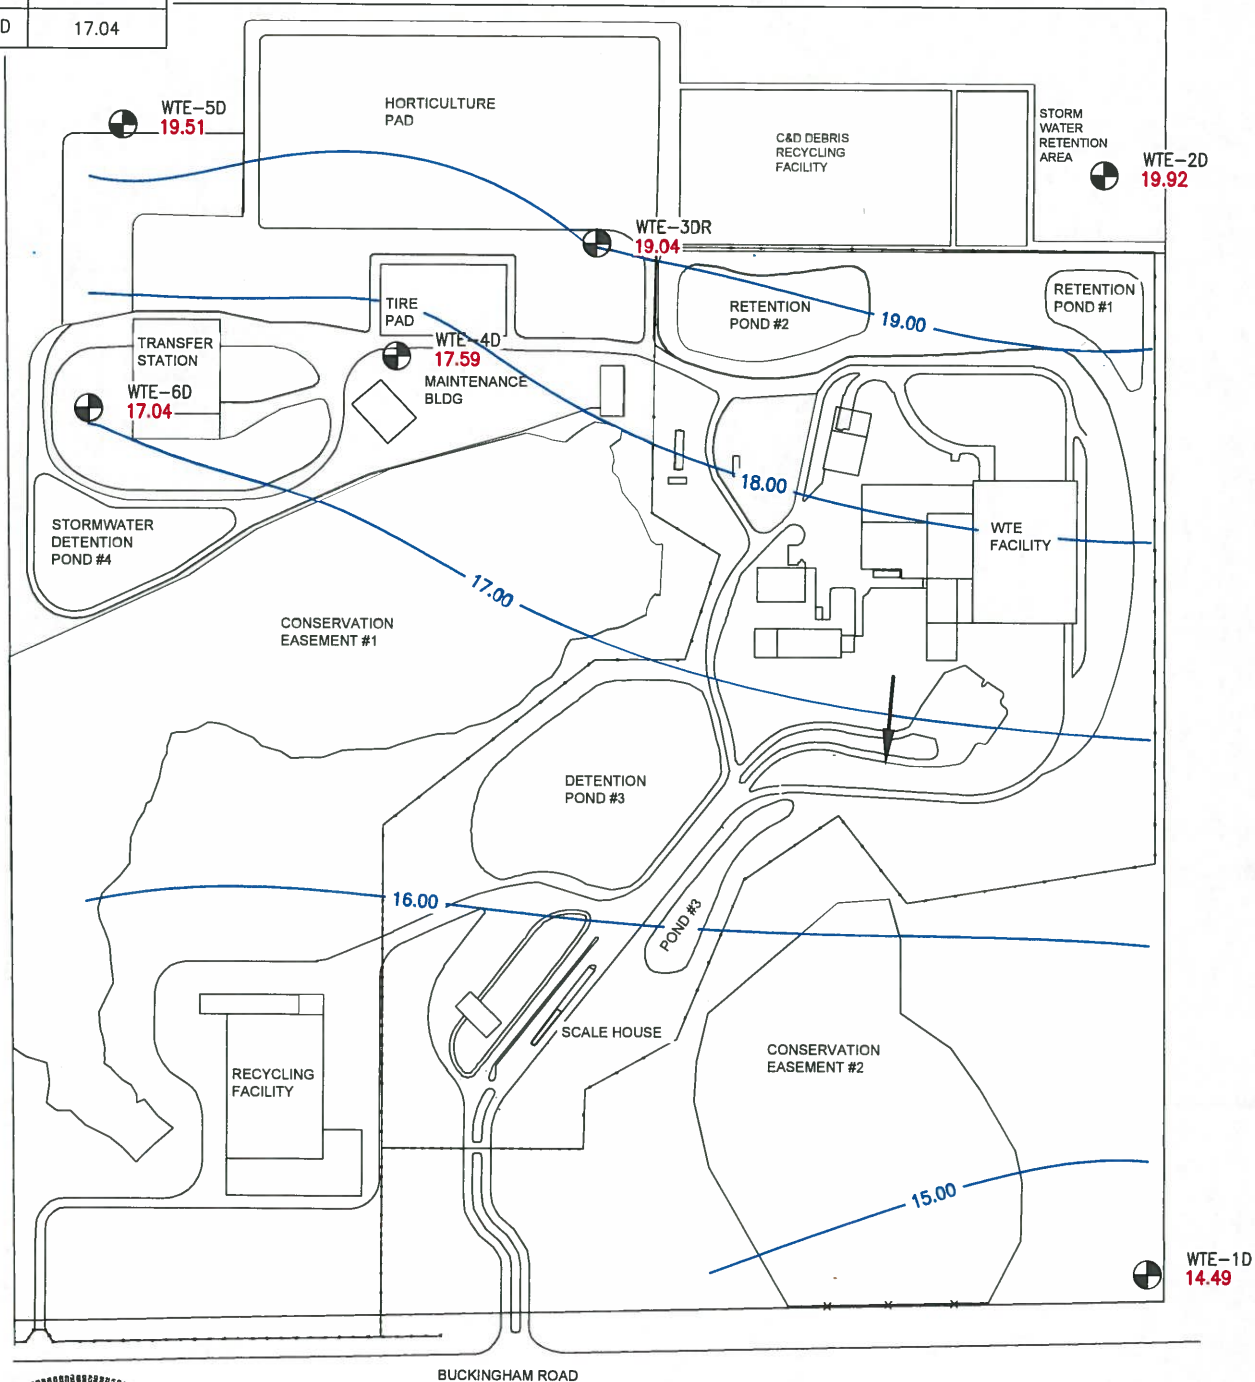 D 17.04
WTE-5D
19.51
HORTICULTURE
PAD
C&D DEBRIS
RECYCLING
FACILITY
STORM
WATER
RETENTION
AREA
WTE-2D
19.92
WTE-3DR
19.04
RETENTION
POND #2
RETENTION
POND #1
19.00
TIRE
PAD
TRANSFER
STATION
WTE-4D
17.59
MAINTENANCE
BLDG
WTE-6D
17.04
18.00
WTE
FACILITY
STORMWATER
DETENTION
POND #4
17.00
CONSERVATION
EASEMENT #1
DETENTION
POND #3
16.00
POND #3
SCALE HOUSE
CONSERVATION
EASEMENT #2
RECYCLING
FACILITY
15.00
WTE-1D
14.49
BUCKINGHAM ROAD